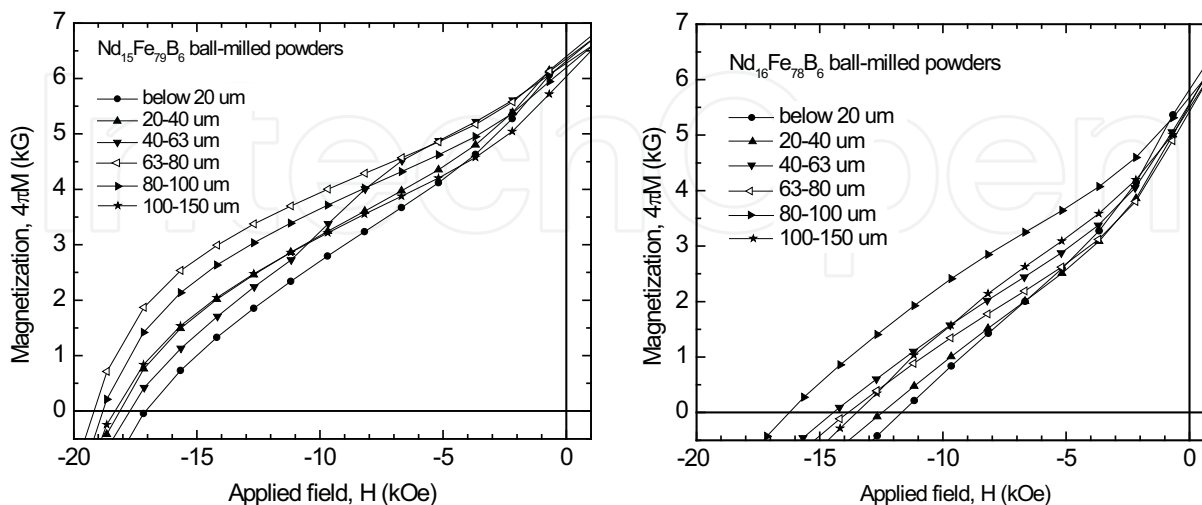 Nd15Fe79B6 ball-milled powders
below 20 um
20-40 um
40-63 um
63-80 um
80-100 um
100-150 um
Magnetization, 4πM (kG)
7
6
5
4
3
2
1
0
-20
-15
-10
-5
0
Applied field, H (kOe)
Nd16Fe78B6 ball-milled powders
below 20 um
20-40 um
40-63 um
63-80 um
80-100 um
100-150 um
Magnetization, 4πM (kG)
7
6
5
4
3
2
1
0
-20
-15
-10
-5
0
Applied field, H (kOe)
intechopen